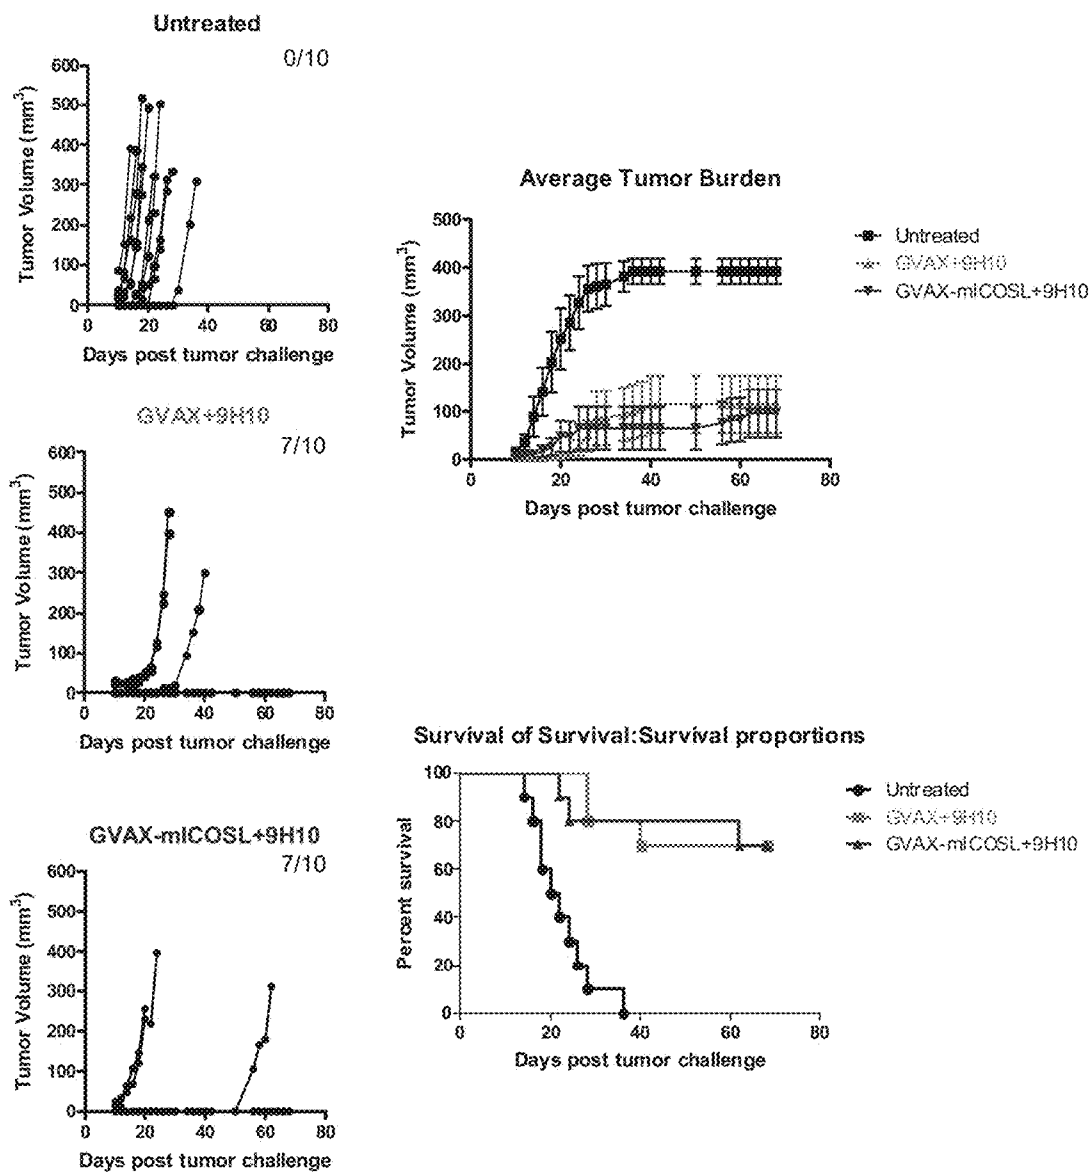 Untreated
0/10
600
500
400
300
200
100
0
Tumor Volume (mm³)
0 20 40 60 80
Days post tumor challenge
GVAX+9H10
7/10
600
500
400
300
200
100
0
Tumor Volume (mm³)
0 20 40 60 80
Days post tumor challenge
GVAX-mICOSL+9H10
7/10
600
500
400
300
200
100
0
Tumor Volume (mm³)
0 20 40 60 80
Days post tumor challenge
Average Tumor Burden
500
400
300
200
100
0
Tumor Volume (mm³)
0 20 40 60 80
Days post tumor challenge
Untreated
GVAX+9H10
GVAX-mICOSL+9H10
Survival of Survival:Survival proportions
100
80
60
40
20
0
Percent survival
0 20 40 60 80
Days post tumor challenge
Untreated
GVAX+9H10
GVAX-mICOSL+9H10